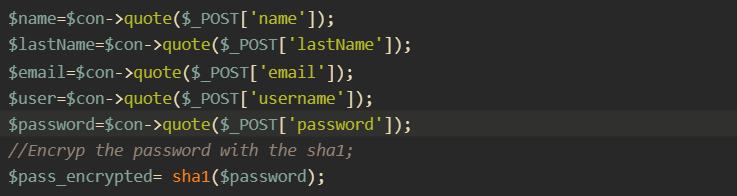 $name=$con->quote($_POST['name']);
$lastName=$con->quote($_POST['lastName']);
$email=$con->quote($_POST['email']);
$user=$con->quote($_POST['username']);
$password=$con->quote($_POST['password']);
//Encryp the password with the sha1;
$pass_encrypted= sha1($password);